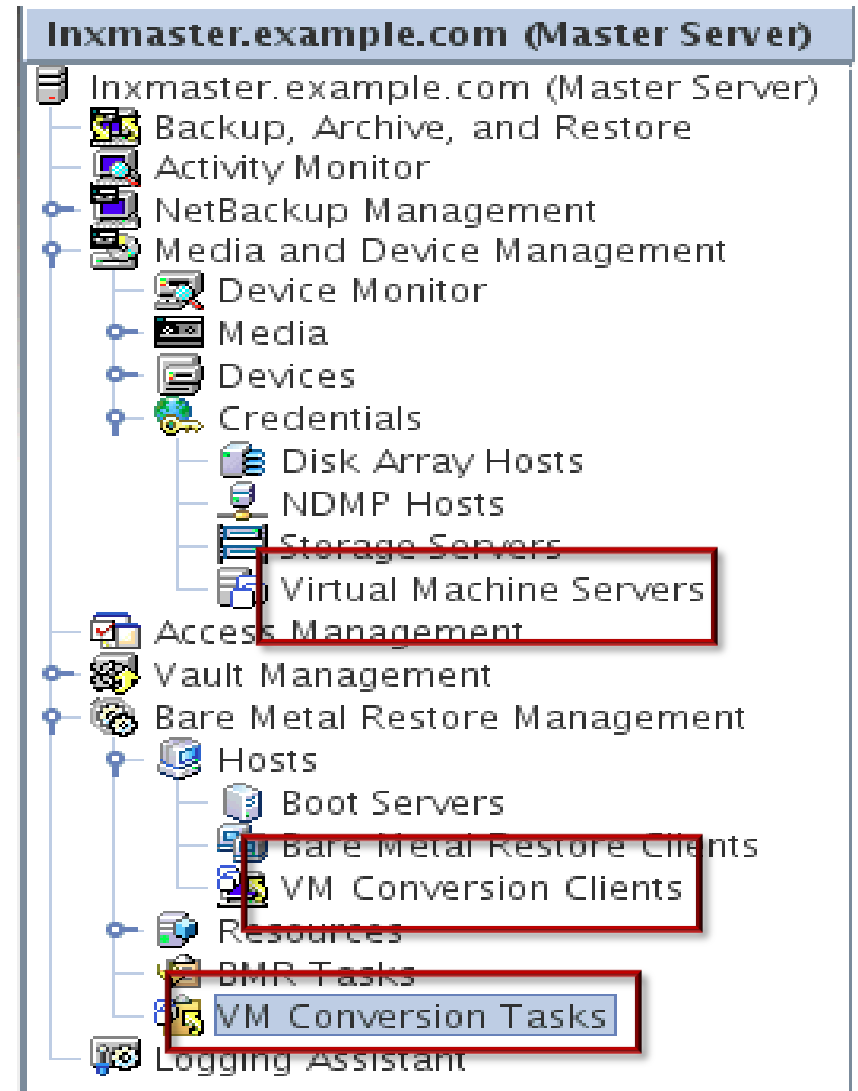 lnxmaster.example.com (Master Server)
lnxmaster.example.com (Master Server)
Backup, Archive, and Restore
Activity Monitor
NetBackup Management
Media and Device Management
Device Monitor
Media
Devices
Credentials
Disk Array Hosts
NDMP Hosts
Storage Servers
Virtual Machine Servers
Access Management
Vault Management
Bare Metal Restore Management
Hosts
Boot Servers
Bare Metal Restore Clients
VM Conversion Clients
Resources
BMR Tasks
VM Conversion Tasks
Logging Assistant